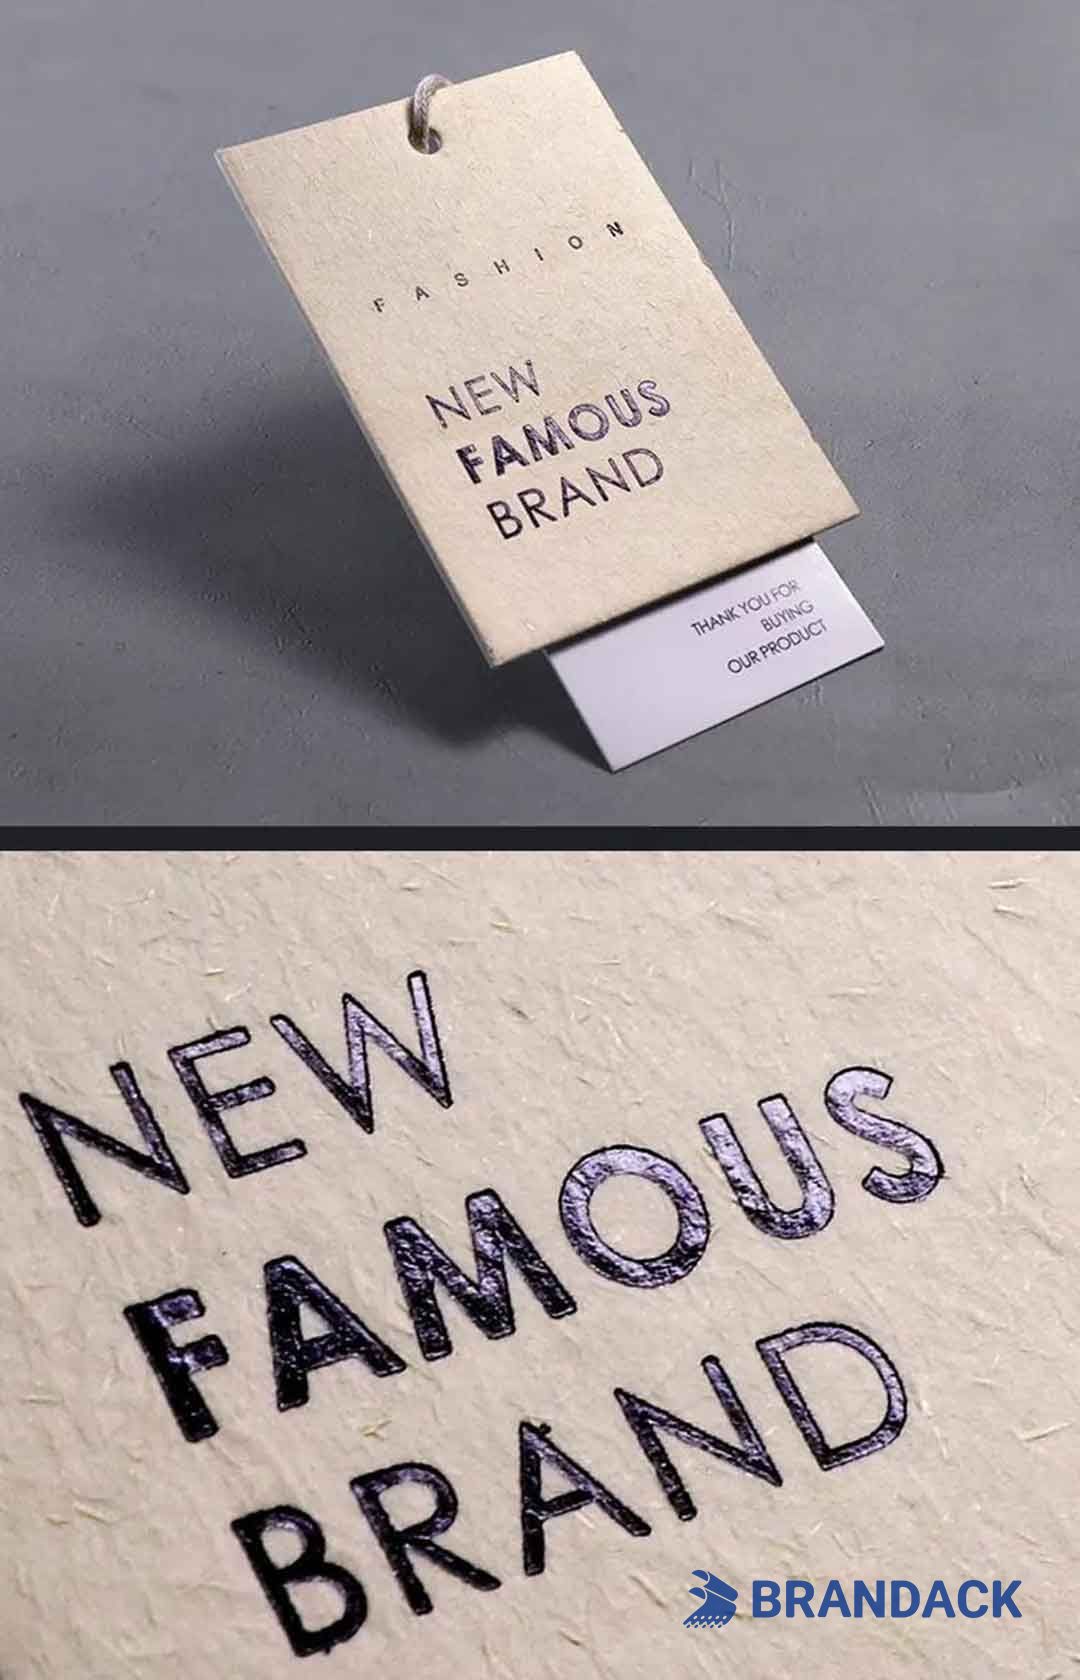 FASHION
NEW
FAMOUS
BRAND
THANK YOU FOR
BUYING
OUR PRODUCT
NEW
FAMOUS
BRAND
BRANDACK